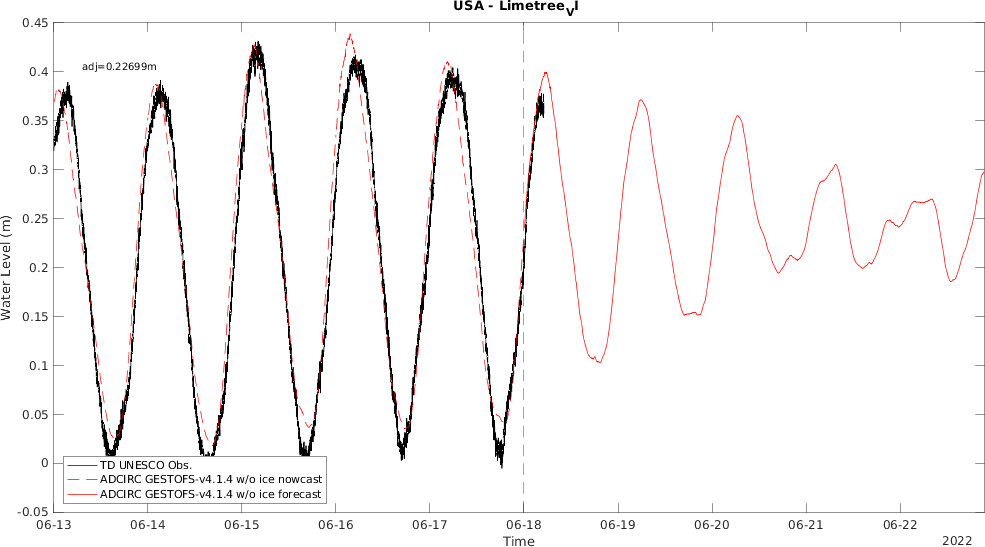 USA - Limetree_VI
0.45
0.4
0.35
0.3
0.25
0.2
0.15
0.1
0.05
0
-0.05
Water Level (m)
adj=0.22699m
TD UNESCO Obs.
ADCIRC GESTOFS-v4.1.4 w/o ice nowcast
ADCIRC GESTOFS-v4.1.4 w/o ice forecast
06-13 06-14 06-15 06-16 06-17 06-18 06-19 06-20 06-21 06-22
Time
2022